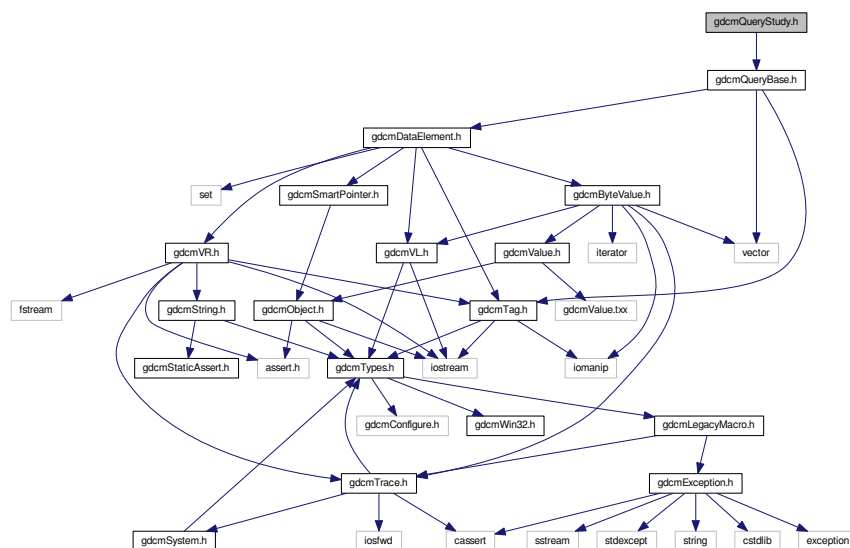 gdcmQueryStudy.h
gdcmQueryBase.h
gdcmDataElement.h
set
gdcmSmartPointer.h
gdcmByteValue.h
gdcmVR.h
gdcmVL.h
gdcmValue.h
iterator
vector
fstream
gdcmString.h
gdcmObject.h
gdcmTag.h
gdcmValue.txx
gdcmStaticAssert.h
assert.h
gdcmTypes.h
iostream
iomanip
gdcmConfigure.h
gdcmWin32.h
gdcmLegacyMacro.h
gdcmTrace.h
gdcmException.h
gdcmSystem.h
iosfwd
cassert
sstream
stdexcept
string
cstdlib
exception